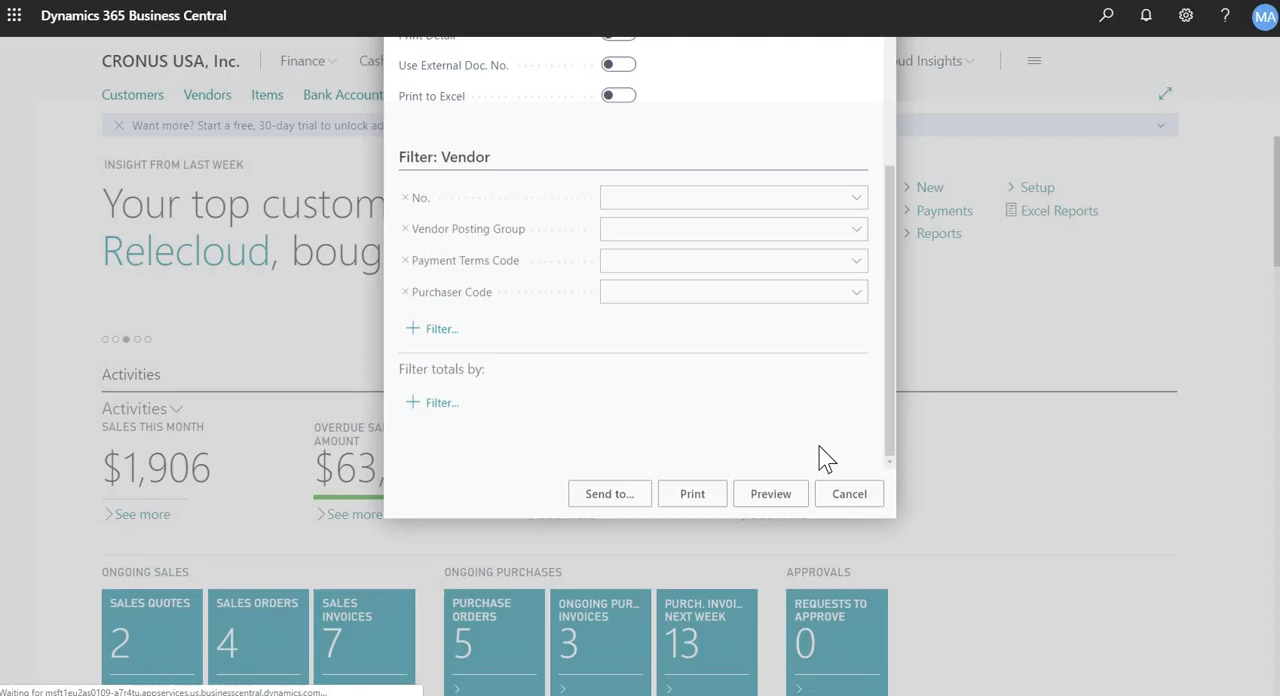 Dynamics 365 Business Central
MA
CRONUS USA, Inc.
Finance
Cash
oud Insights
Customers
Vendors
Items
Bank Account
Want more? Start a free, 30-day trial to unlock ad
INSIGHT FROM LAST WEEK
Your top custom
Relecloud, boug
New
Payments
Reports
Setup
Excel Reports
Print Detail
Use External Doc. No.
Print to Excel
Filter: Vendor
No.
Vendor Posting Group
Payment Terms Code
Purchaser Code
Filter...
Filter totals by:
Filter...
Send to...
Print
Preview
Cancel
Activities
Activities
SALES THIS MONTH
$1,906
See more
OVERDUE SA
AMOUNT
$63,
See more
ONGOING SALES
SALES QUOTES
2
SALES ORDERS
4
SALES
INVOICES
7
ONGOING PURCHASES
PURCHASE
ORDERS
5
ONGOING PUR...
INVOICES
3
PURCH. INVOI...
NEXT WEEK
13
APPROVALS
REQUESTS TO
APPROVE
0
Waiting for msft1eu2as0109-a7r4tu.appservices.us.businesscentral.dynamics.com...